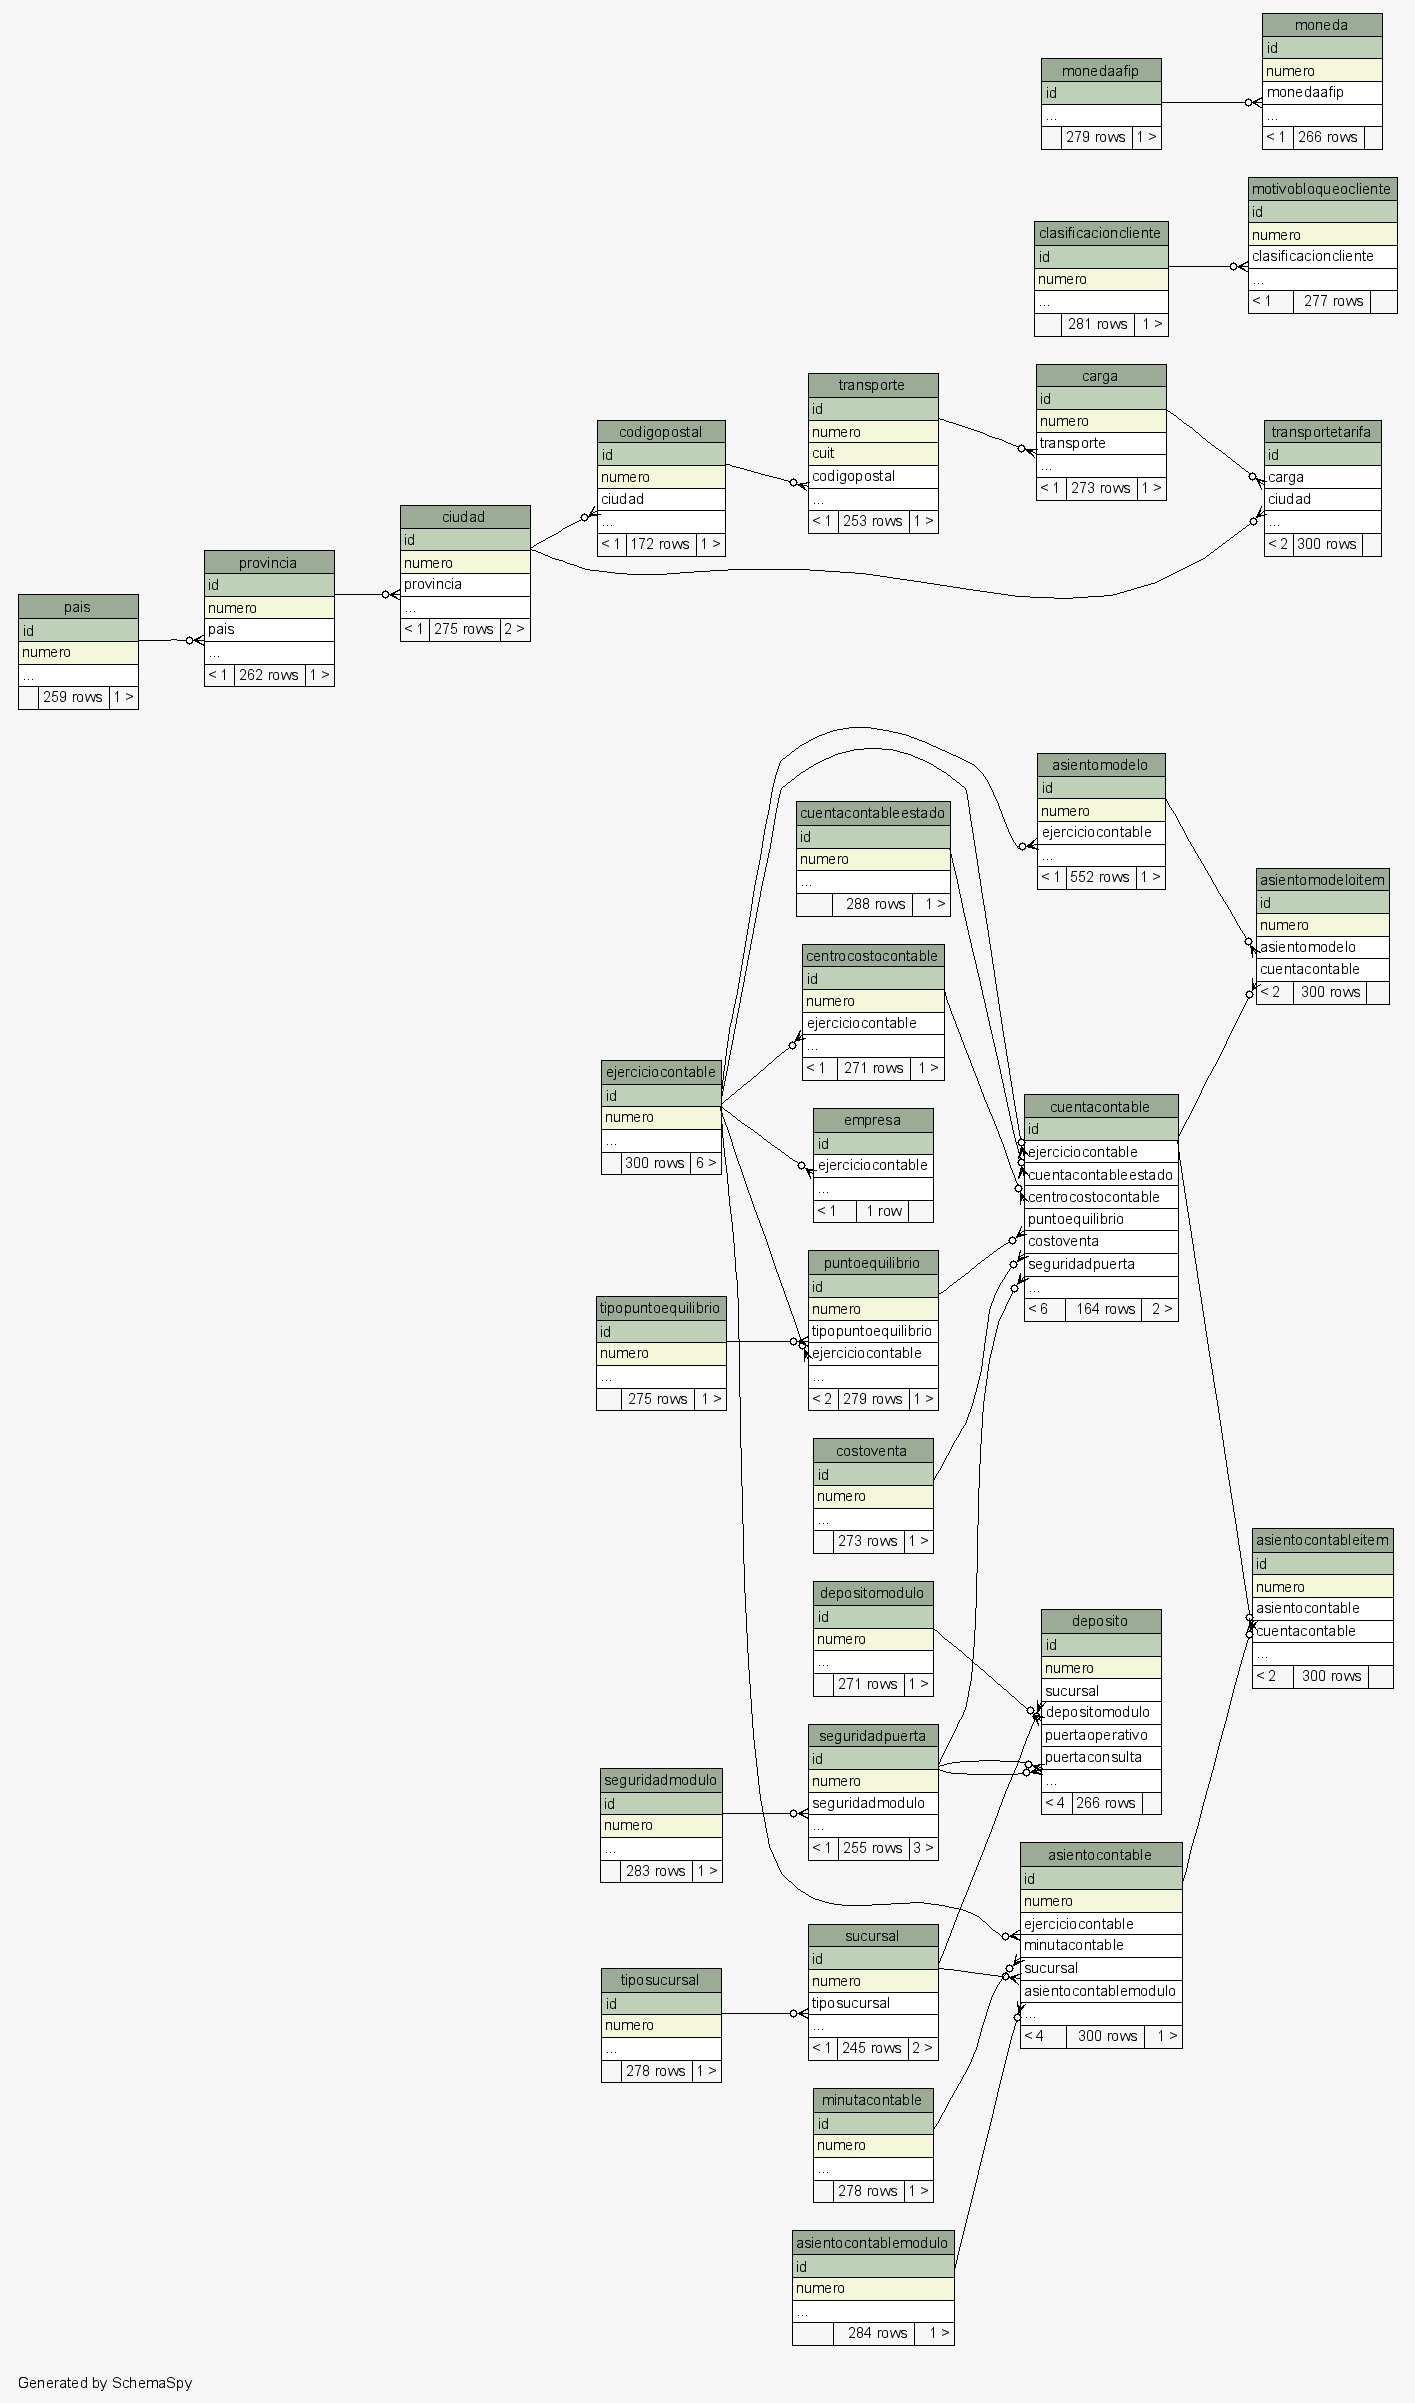 moneda
id
numero
monedaafip
...
< 1 266 rows
monedaafip
id
...
279 rows 1 >
motivobloqueocliente
id
numero
clasificacioncliente
...
< 1 277 rows
clasificacioncliente
id
numero
...
281 rows 1 >
carga
id
numero
transporte
...
< 1 273 rows 1 >
transporte
id
numero
cuit
codigopostal
...
< 1 253 rows 1 >
transportetarifa
id
carga
ciudad
...
< 2 300 rows
codigopostal
id
numero
ciudad
...
< 1 172 rows 1 >
ciudad
id
numero
provincia
...
< 1 275 rows 2 >
provincia
id
numero
pais
...
< 1 262 rows 1 >
pais
id
numero
...
259 rows 1 >
asientomodelo
id
numero
ejerciciocontable
...
< 1 552 rows 1 >
cuentacontableestado
id
numero
...
288 rows 1 >
asientomodeloitem
id
numero
asientomodelo
cuentacontable
< 2 300 rows
centrocostocontable
id
numero
ejerciciocontable
...
< 1 271 rows 1 >
ejerciciocontable
id
numero
...
300 rows 6 >
cuentacontable
id
ejerciciocontable
cuentacontableestado
centrocostocontable
puntoequilibrio
costoventa
seguridadpuerta
...
< 6 164 rows 2 >
empresa
id
ejerciciocontable
...
< 1 1 row
puntoequilibrio
id
numero
tipopuntoequilibrio
ejerciciocontable
...
< 2 279 rows 1 >
tipopuntoequilibrio
id
numero
...
275 rows 1 >
costoventa
id
numero
...
273 rows 1 >
asientocontableitem
id
numero
asientocontable
cuentacontable
...
< 2 300 rows
depositomodulo
id
numero
...
271 rows 1 >
deposito
id
numero
sucursal
depositomodulo
puertaoperativo
puertaconsulta
...
< 4 266 rows
seguridadpuerta
id
numero
seguridadmodulo
...
< 1 255 rows 3 >
seguridadmodulo
id
numero
...
283 rows 1 >
asientocontable
id
numero
ejerciciocontable
minutacontable
sucursal
asientocontablemodulo
...
< 4 300 rows 1 >
sucursal
id
numero
tiposucursal
...
< 1 245 rows 2 >
tiposucursal
id
numero
...
278 rows 1 >
minutacontable
id
numero
...
278 rows 1 >
asientocontablemodulo
id
numero
...
284 rows 1 >
Generated by SchemaSpy